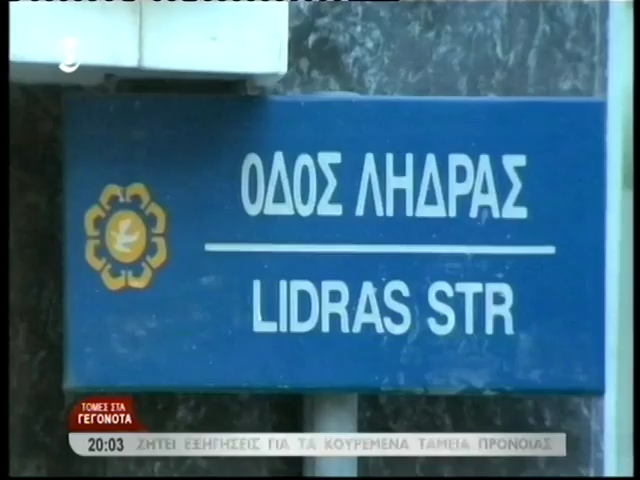 ΟΔΟΣ ΛΗΔΡΑΣ
LIDRAS STR
ΤΟΜΕΣ ΣΤΑ
ΓΕΓΟΝΟΤΑ
20:03 ΖΗΤΕΙ ΕΞΗΓΗΣΕΙΣ ΓΙΑ ΤΑ ΚΟΥΡΕΜΕΝΑ ΤΑΜΕΙΑ ΠΡΟΝΟΙΑΣ